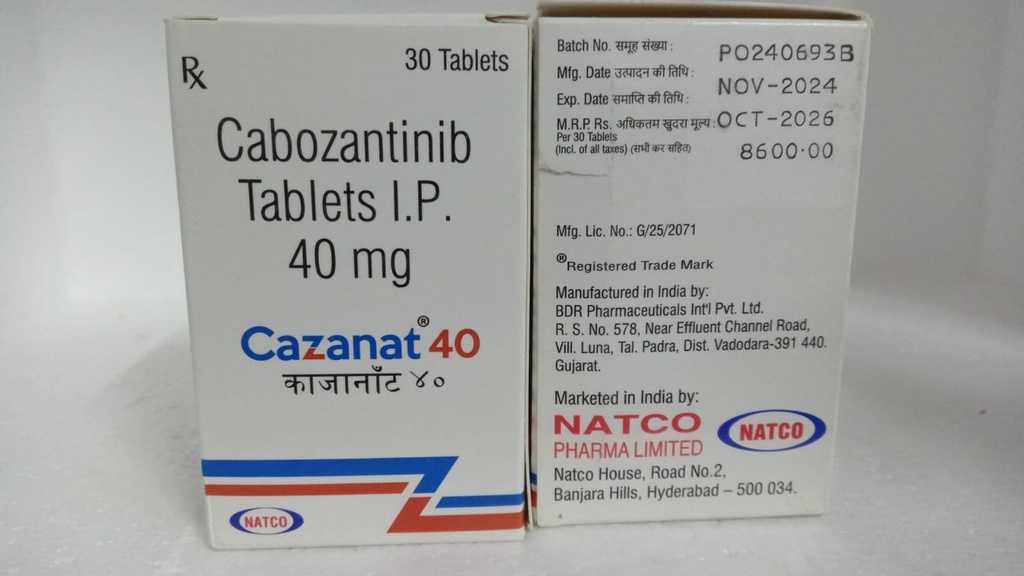 Rx
30 Tablets
Cabozantinib
Tablets I.P.
40 mg
Cazanat® 40
काजानाँट ४०
NATCO
Batch No. समूह संख्या : PO240693B
Mfg. Date उत्पादन की तिथि : NOV-2024
Exp. Date समाप्ति की तिथि :
M.R.P. Rs. अधिकतम खुदरा मूल्य : OCT-2026
Per 30 Tablets
(Incl. of all taxes) (सभी कर सहित) 8600.00
Mfg. Lic. No.: G/25/2071
®Registered Trade Mark
Manufactured in India by:
BDR Pharmaceuticals Int'l Pvt. Ltd.
R. S. No. 578, Near Effluent Channel Road,
Vill. Luna, Tal. Padra, Dist. Vadodara-391 440.
Gujarat.
Marketed in India by:
NATCO
PHARMA LIMITED
NATCO
Natco House, Road No.2,
Banjara Hills, Hyderabad – 500 034.